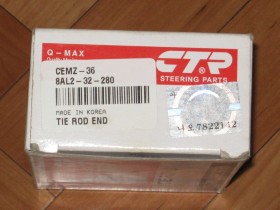 Q-MAX
CTR®
STEERING PARTS
CEMZ-36
8AL2-32-280
MADE IN KOREA
TIE ROD END